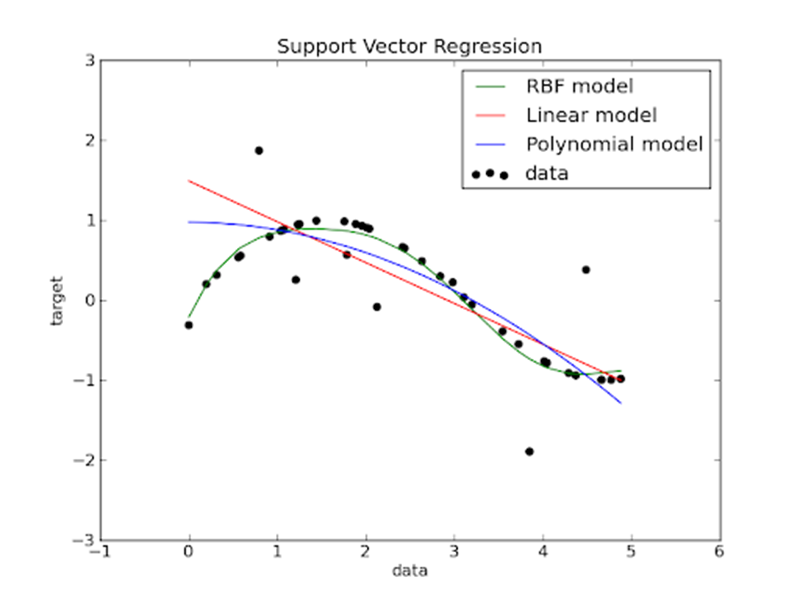 Support Vector Regression
RBF model
Linear model
Polynomial model
data
3
2
1
0
−1
−2
−3
target
−1
0
1
2
3
4
5
6
data